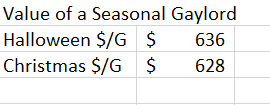 Value of a Seasonal Gaylord
Halloween $/G $ 636
Christmas $/G $ 628